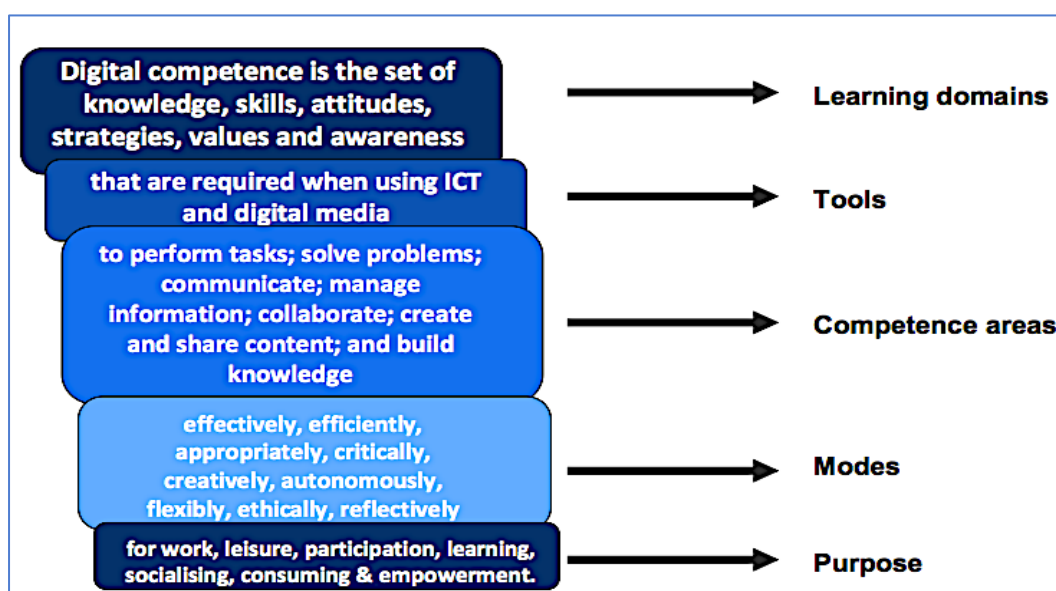 Digital competence is the set of
knowledge, skills, attitudes,
strategies, values and awareness
Learning domains
that are required when using ICT
and digital media
Tools
to perform tasks; solve problems;
communicate; manage
information; collaborate; create
and share content; and build
knowledge
Competence areas
effectively, efficiently,
appropriately, critically,
creatively, autonomously,
flexibly, ethically, reflectively
Modes
for work, leisure, participation, learning,
socialising, consuming & empowerment.
Purpose